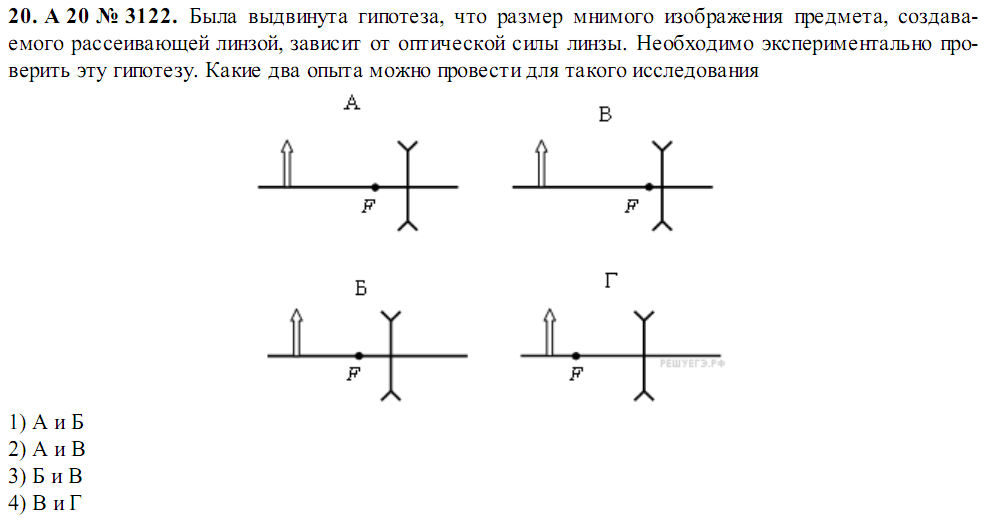 20. А 20 № 3122. Была выдвинута гипотеза, что размер мнимого изображения предмета, создава-
емого рассеивающей линзой, зависит от оптической силы линзы. Необходимо экспериментально про-
верить эту гипотезу. Какие два опыта можно провести для такого исследования
А
В
F
F
Б
Г
F
F
РЕШУЕГЭ.РФ
1) А и Б
2) А и В
3) Б и В
4) В и Г